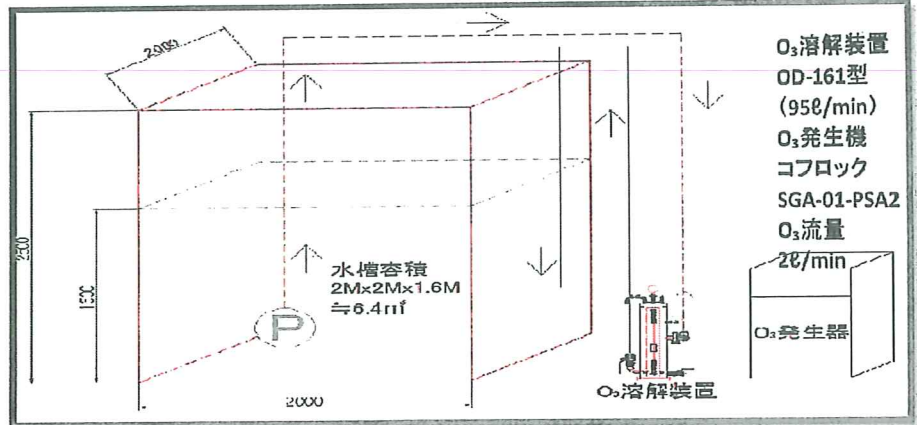 2000
O₃溶解装置
OD-161型
(95ℓ/min)
O₃発生機
コフロック
SGA-01-PSA2
O₃流量
2ℓ/min
水槽容積
2M×2M×1.6M
≒6.4㎥
P
O₃発生器
O₃溶解装置
2000